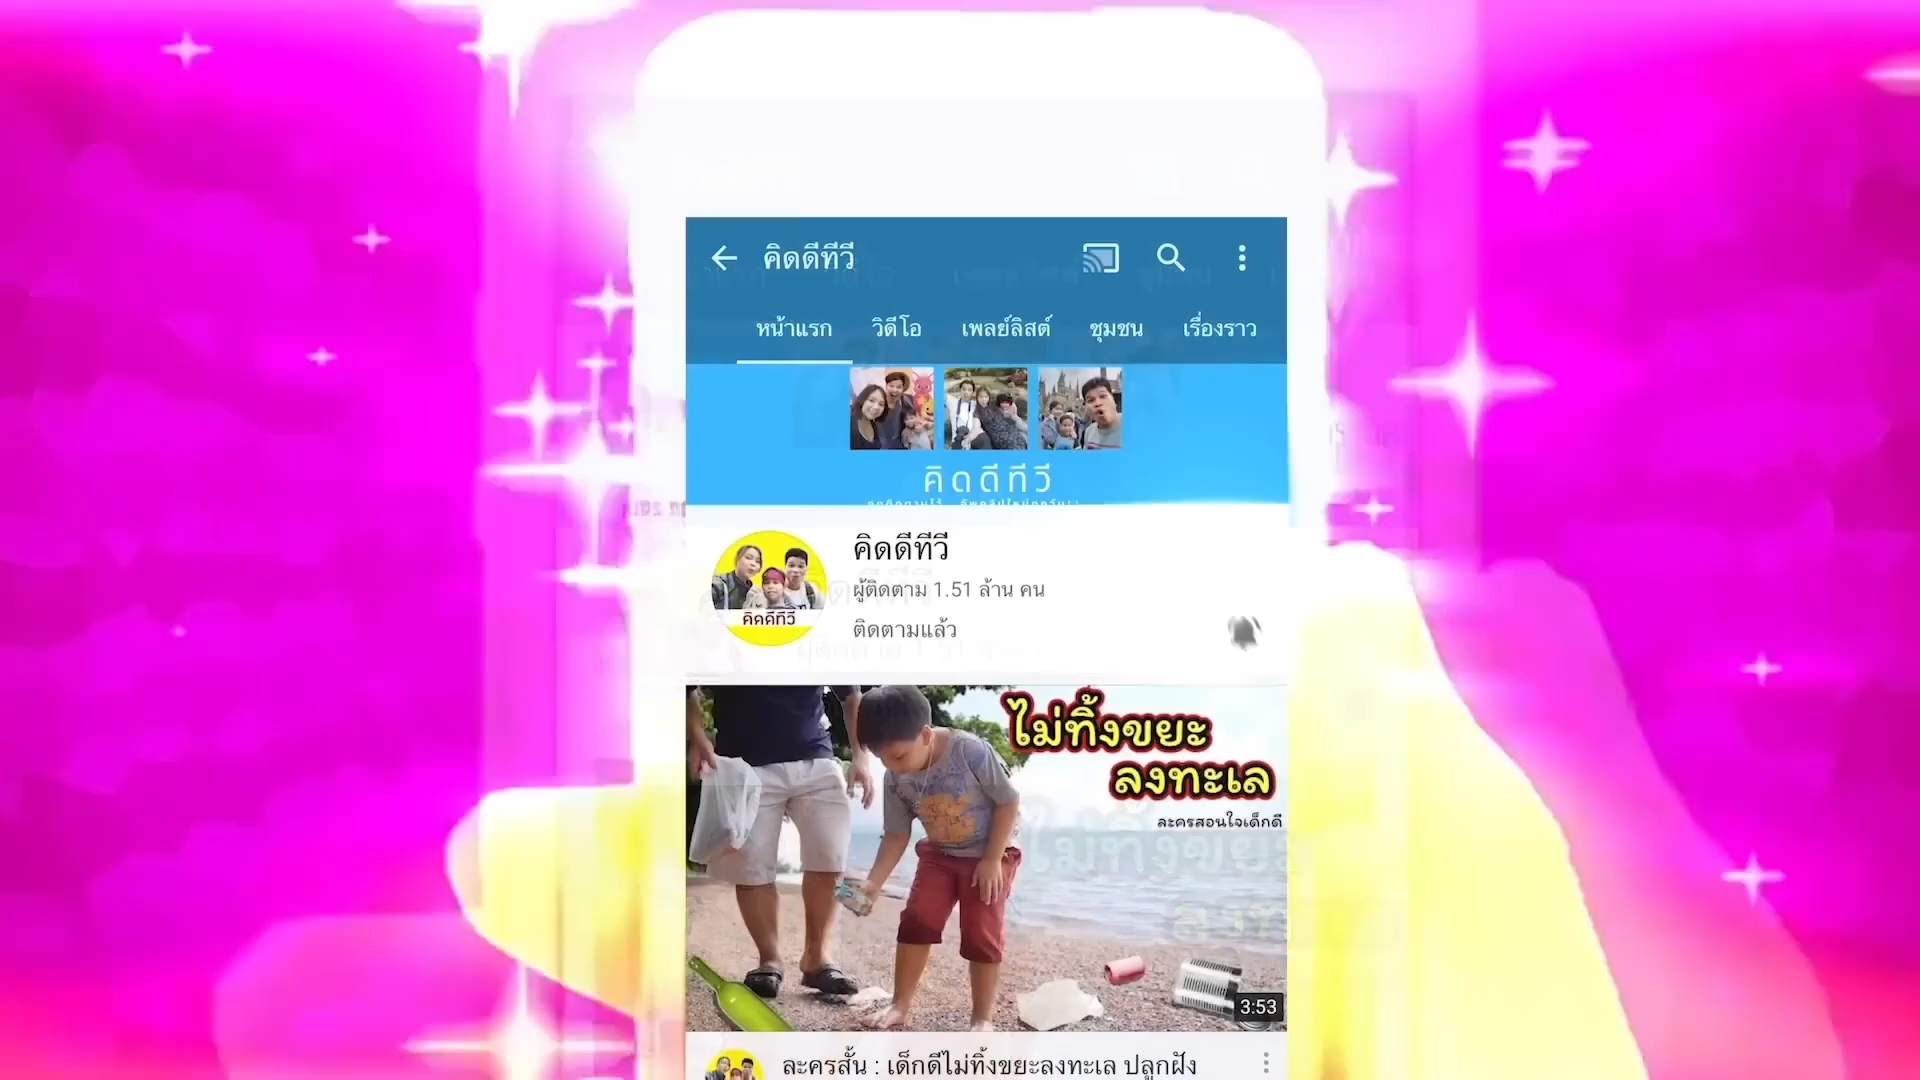 คิดดีทีวี
หน้าแรก วิดีโอ เพลย์ลิสต์ ชุมชน เรื่องราว
คิดดีทีวี
คิดดีทีวี
ผู้ติดตาม 1.51 ล้าน คน
ติดตามแล้ว
คิดดีทีวี
ไม่ทิ้งขยะ
ลงทะเล
ละครสอนใจเด็กดี
3:53
ละครสั้น : เด็กดีไม่ทิ้งขยะลงทะเล ปลูกฝัง